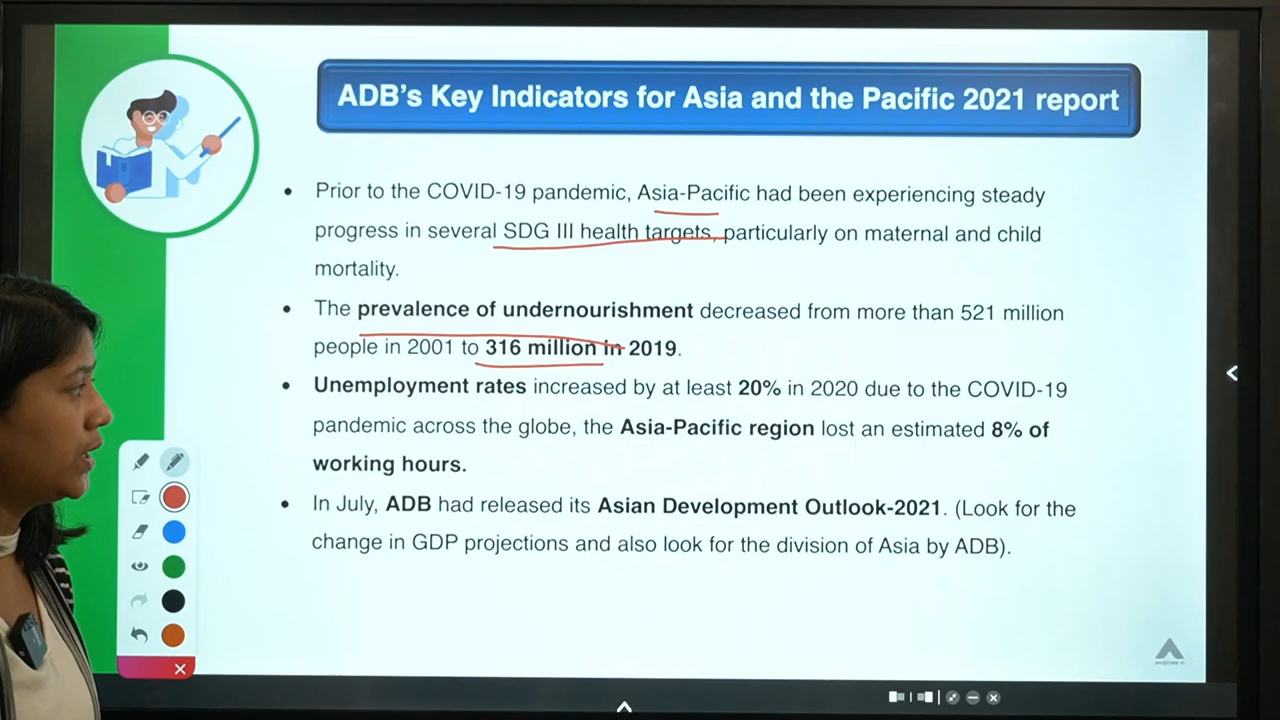 ADB's Key Indicators for Asia and the Pacific 2021 report
• Prior to the COVID-19 pandemic, Asia-Pacific had been experiencing steady
progress in several SDG III health targets, particularly on maternal and child
mortality.
• The prevalence of undernourishment decreased from more than 521 million
people in 2001 to 316 million in 2019.
• Unemployment rates increased by at least 20% in 2020 due to the COVID-19
pandemic across the globe, the Asia-Pacific region lost an estimated 8% of
working hours.
• In July, ADB had released its Asian Development Outlook-2021. (Look for the
change in GDP projections and also look for the division of Asia by ADB).